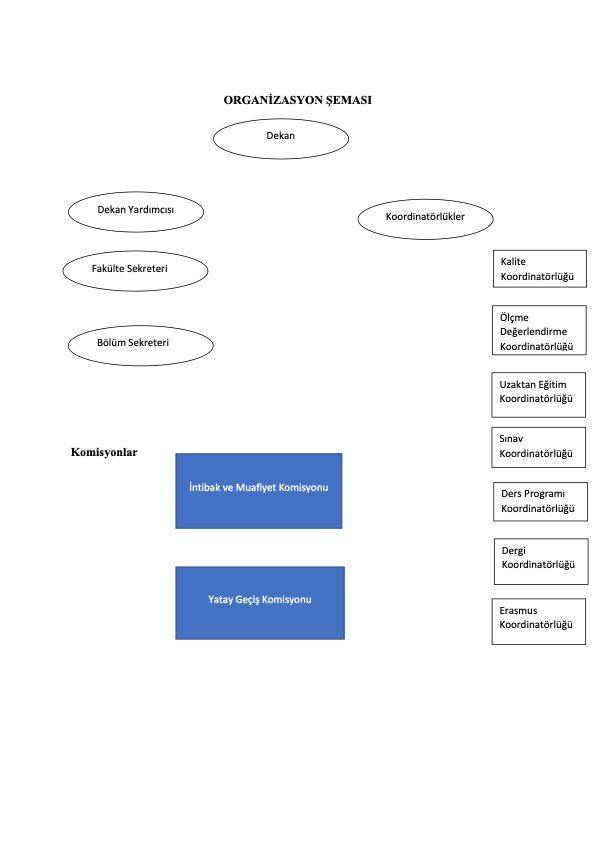 ORGANİZASYON ŞEMASI
Dekan
Dekan Yardımcısı
Koordinatörlükler
Fakülte Sekreteri
Bölüm Sekreteri
Kalite
Koordinatörlüğü
Ölçme
Değerlendirme
Koordinatörlüğü
Uzaktan Eğitim
Koordinatörlüğü
Sınav
Koordinatörlüğü
Ders Programı
Koordinatörlüğü
Dergi
Koordinatörlüğü
Erasmus
Koordinatörlüğü
Komisyonlar
İntibak ve Muafiyet Komisyonu
Yatay Geçiş Komisyonu